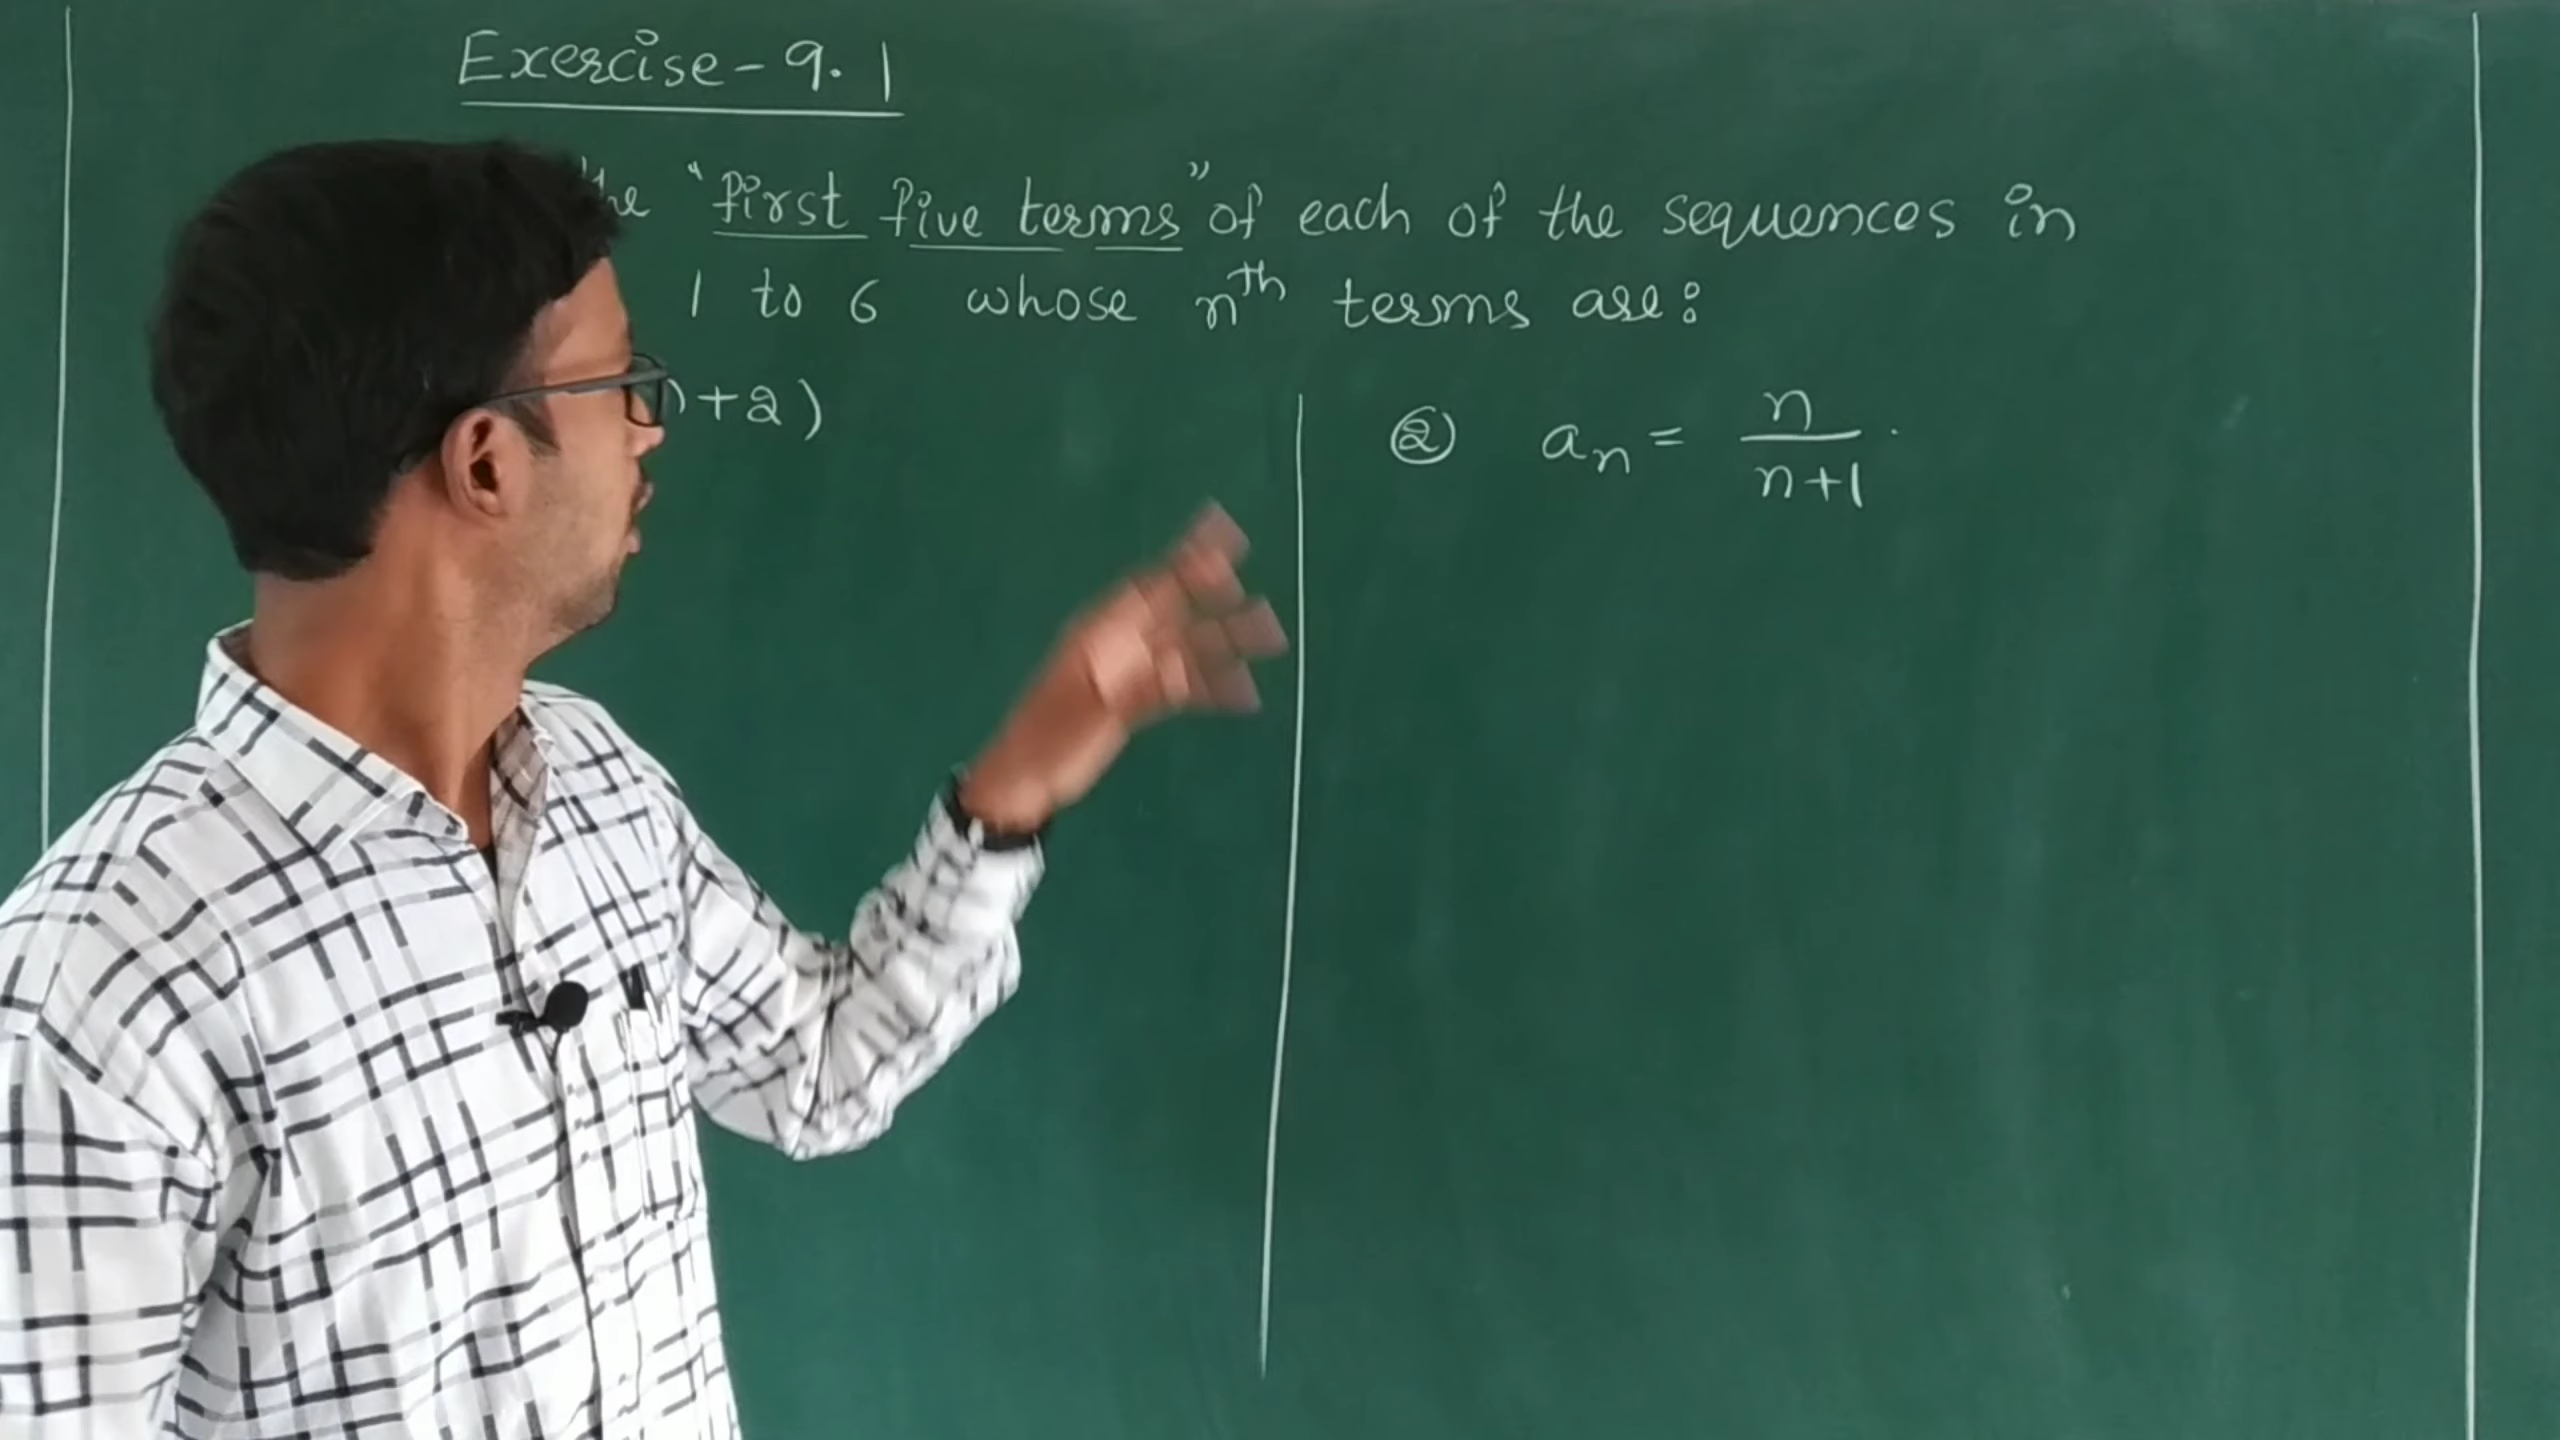 Exercise - 9.1
the "first five terms" of each of the sequences in
1 to 6 whose nth terms are:
n+2)
② an = n/n+1.